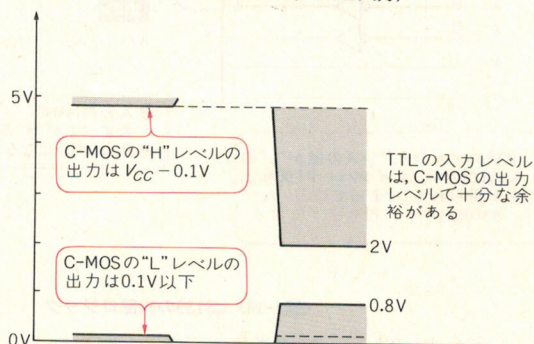 5V
C-MOSの“H”レベルの
出力はVCC－0.1V
TTLの入力レベル
は,C-MOSの出力
レベルで十分な余
裕がある
2V
C-MOSの“L”レベルの
出力は0.1V以下
0.8V
0V